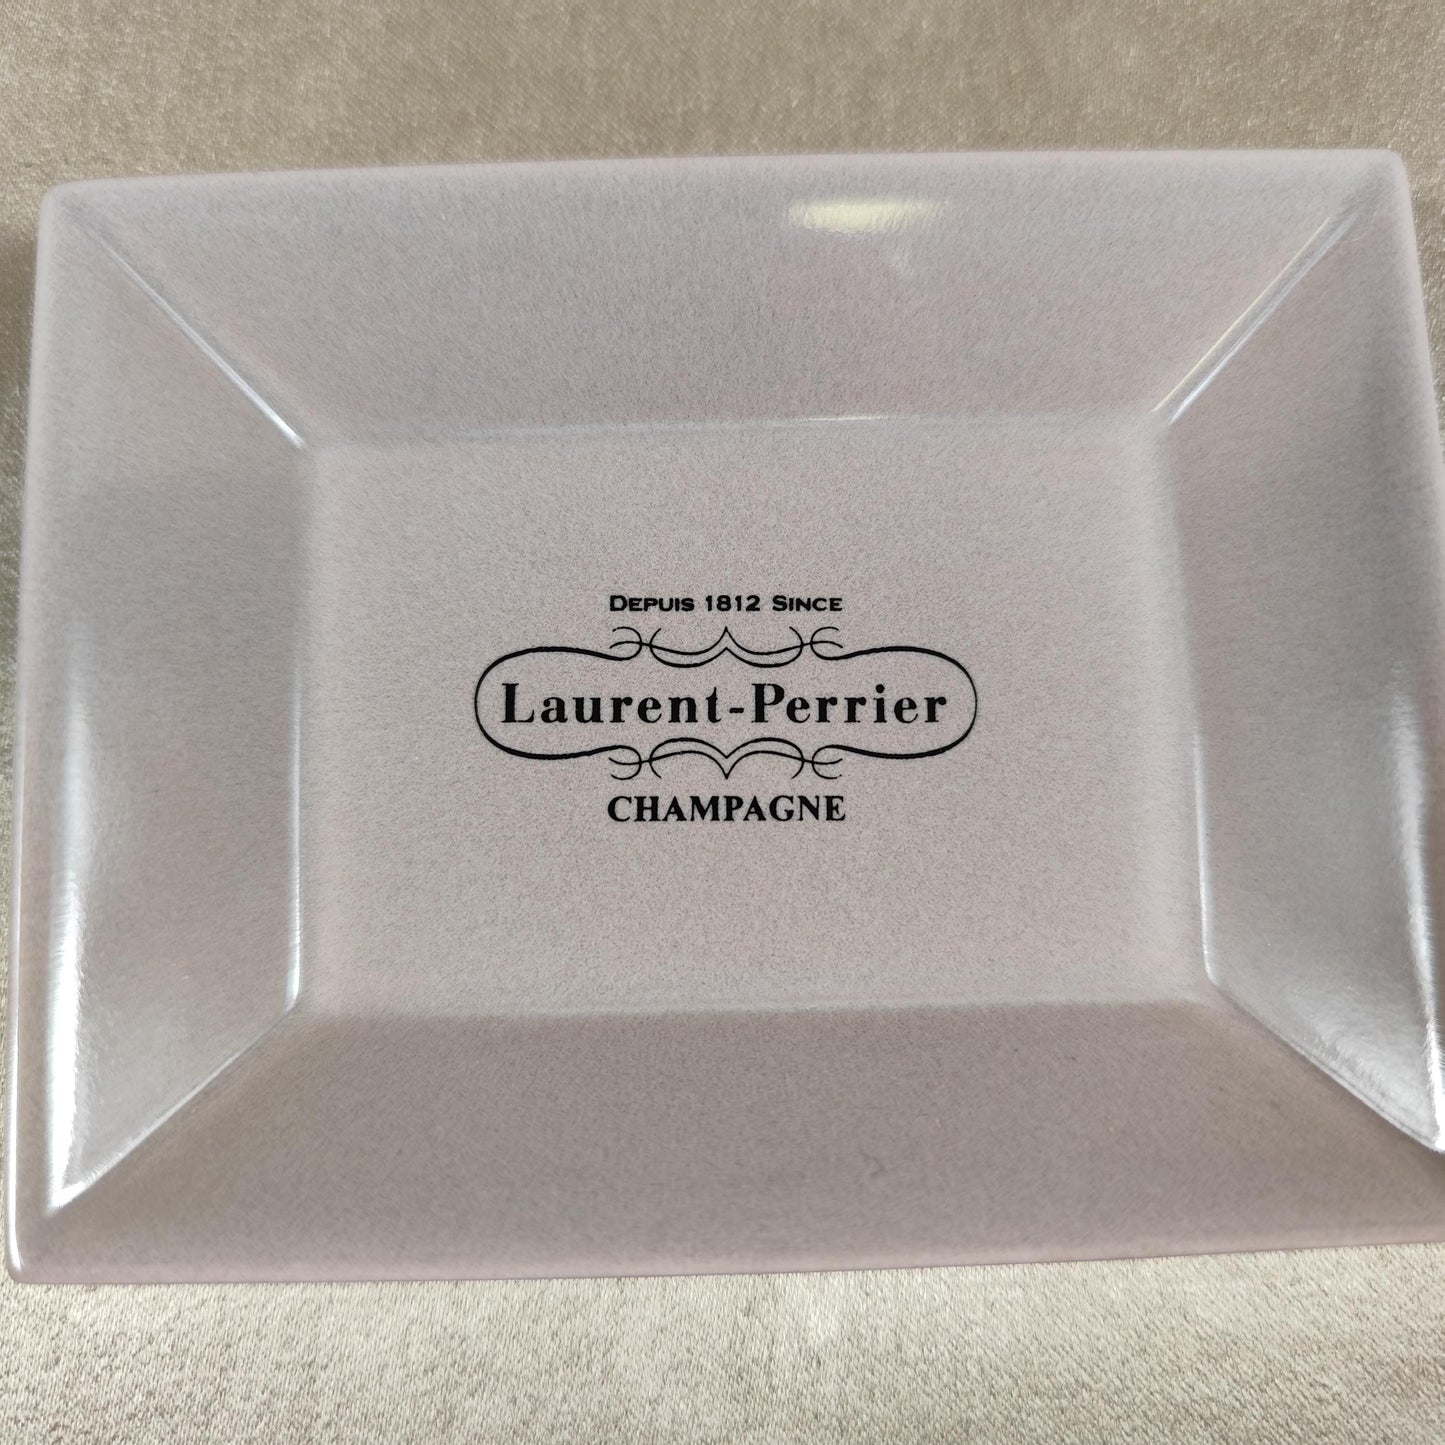 Depuis 1812 Since
Laurent-Perrier
CHAMPAGNE